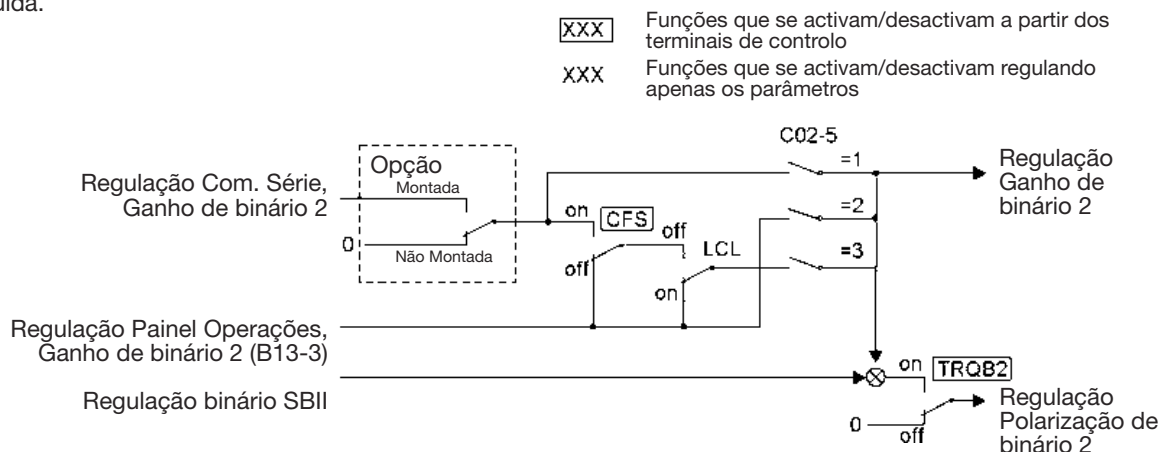 uída.
XXX Funções que se activam/desactivam a partir dos
terminais de controlo
XXX Funções que se activam/desactivam regulando
apenas os parâmetros
C02-5
Opção
Montada
Regulação Com. Série,
Ganho de binário 2
0
Não Montada
on CFS off
off
LCL
on
=1
=2
=3
Regulação
Ganho de
binário 2
Regulação Painel Operações,
Ganho de binário 2 (B13-3)
Regulação binário SBII
on TRQB2
0
off
Regulação
Polarização de
binário 2